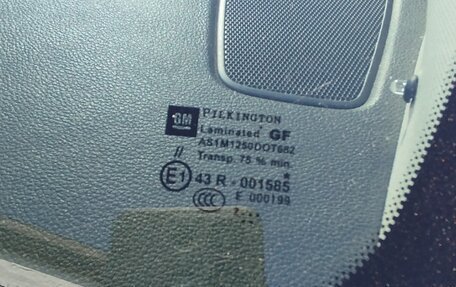 GM PILKINGTON
Laminated GF
AS1M1250DOT682
Transp. 75 % min.
//
E1 43 R - 001585
CCC E 000199